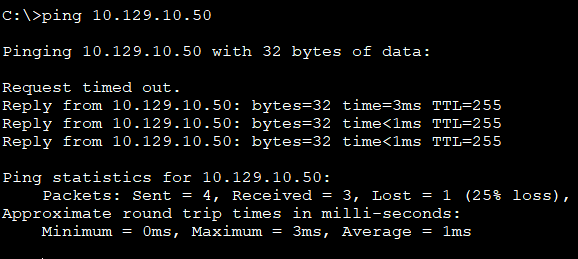 C:\>ping 10.129.10.50
Pinging 10.129.10.50 with 32 bytes of data:
Request timed out.
Reply from 10.129.10.50: bytes=32 time=3ms TTL=255
Reply from 10.129.10.50: bytes=32 time<1ms TTL=255
Reply from 10.129.10.50: bytes=32 time<1ms TTL=255
Ping statistics for 10.129.10.50:
    Packets: Sent = 4, Received = 3, Lost = 1 (25% loss),
Approximate round trip times in milli-seconds:
    Minimum = 0ms, Maximum = 3ms, Average = 1ms